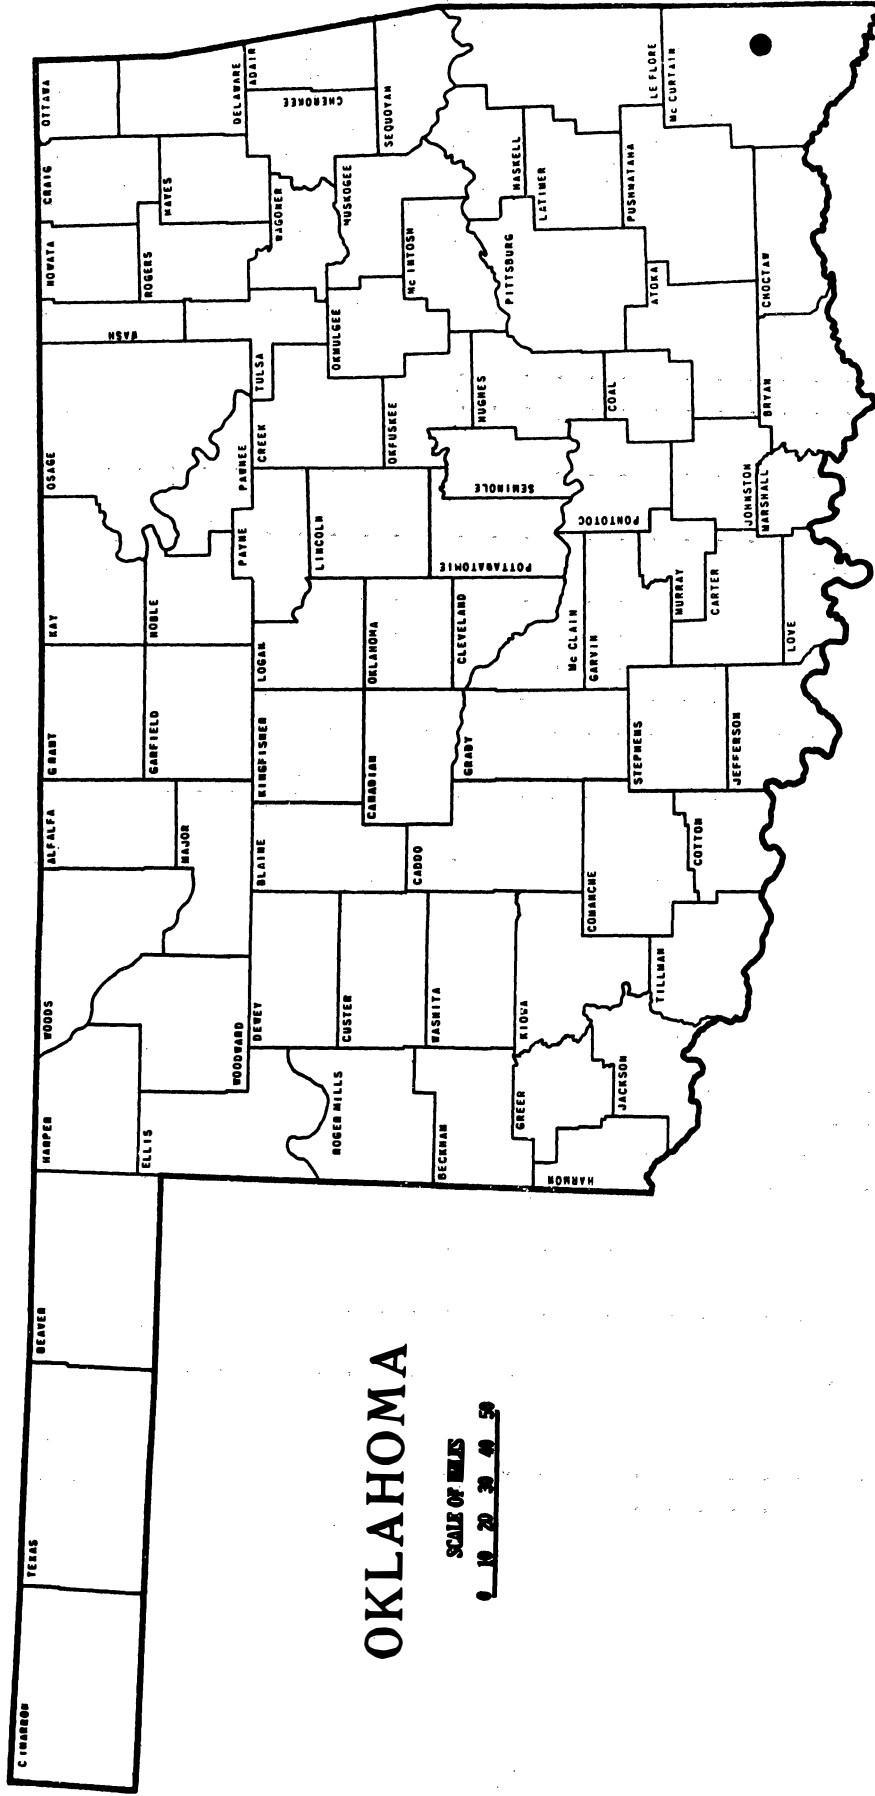 CIMARRON
TEXAS
BEAVER
HARPER
WOODS
ALFALFA
GRANT
KAY
OSAGE
WASH
NOWATA
CRAIG
OTTAWA
ELLIS
WOODWARD
MAJOR
GARFIELD
NOBLE
PAWNEE
ROGERS
MAYES
DELAWARE
ROGER MILLS
DEWEY
BLAINE
KINGFISHER
LOGAN
PAYNE
CREEK
TULSA
WAGONER
CHEROKEE
ADAIR
BECKHAM
CUSTER
CADDO
CANADIAN
OKLAHOMA
LINCOLN
OKFUSKEE
OKMULGEE
MUSKOGEE
SEQUOYAH
WASHITA
GRADY
CLEVELAND
POTTAWATOMIE
SEMINOLE
HUGHES
Mc INTOSH
HASKELL
HARMON
GREER
KIOWA
COMANCHE
Mc CLAIN
GARVIN
PONTOTOC
COAL
PITTSBURG
LATIMER
LE FLORE
JACKSON
TILLMAN
COTTON
STEPHENS
MURRAY
CARTER
JOHNSTON
ATOKA
PUSHMATAHA
Mc CURTAIN
JEFFERSON
LOVE
MARSHALL
BRYAN
CHOCTAW
OKLAHOMA
SCALE OF MILES
0 10 20 30 40 50